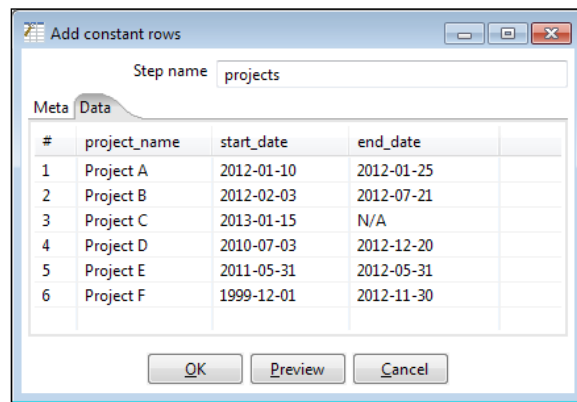 Add constant rows
Step name projects
Meta Data
# project_name start_date end_date
1 Project A 2012-01-10 2012-01-25
2 Project B 2012-02-03 2012-07-21
3 Project C 2013-01-15 N/A
4 Project D 2010-07-03 2012-12-20
5 Project E 2011-05-31 2012-05-31
6 Project F 1999-12-01 2012-11-30
OK Preview Cancel